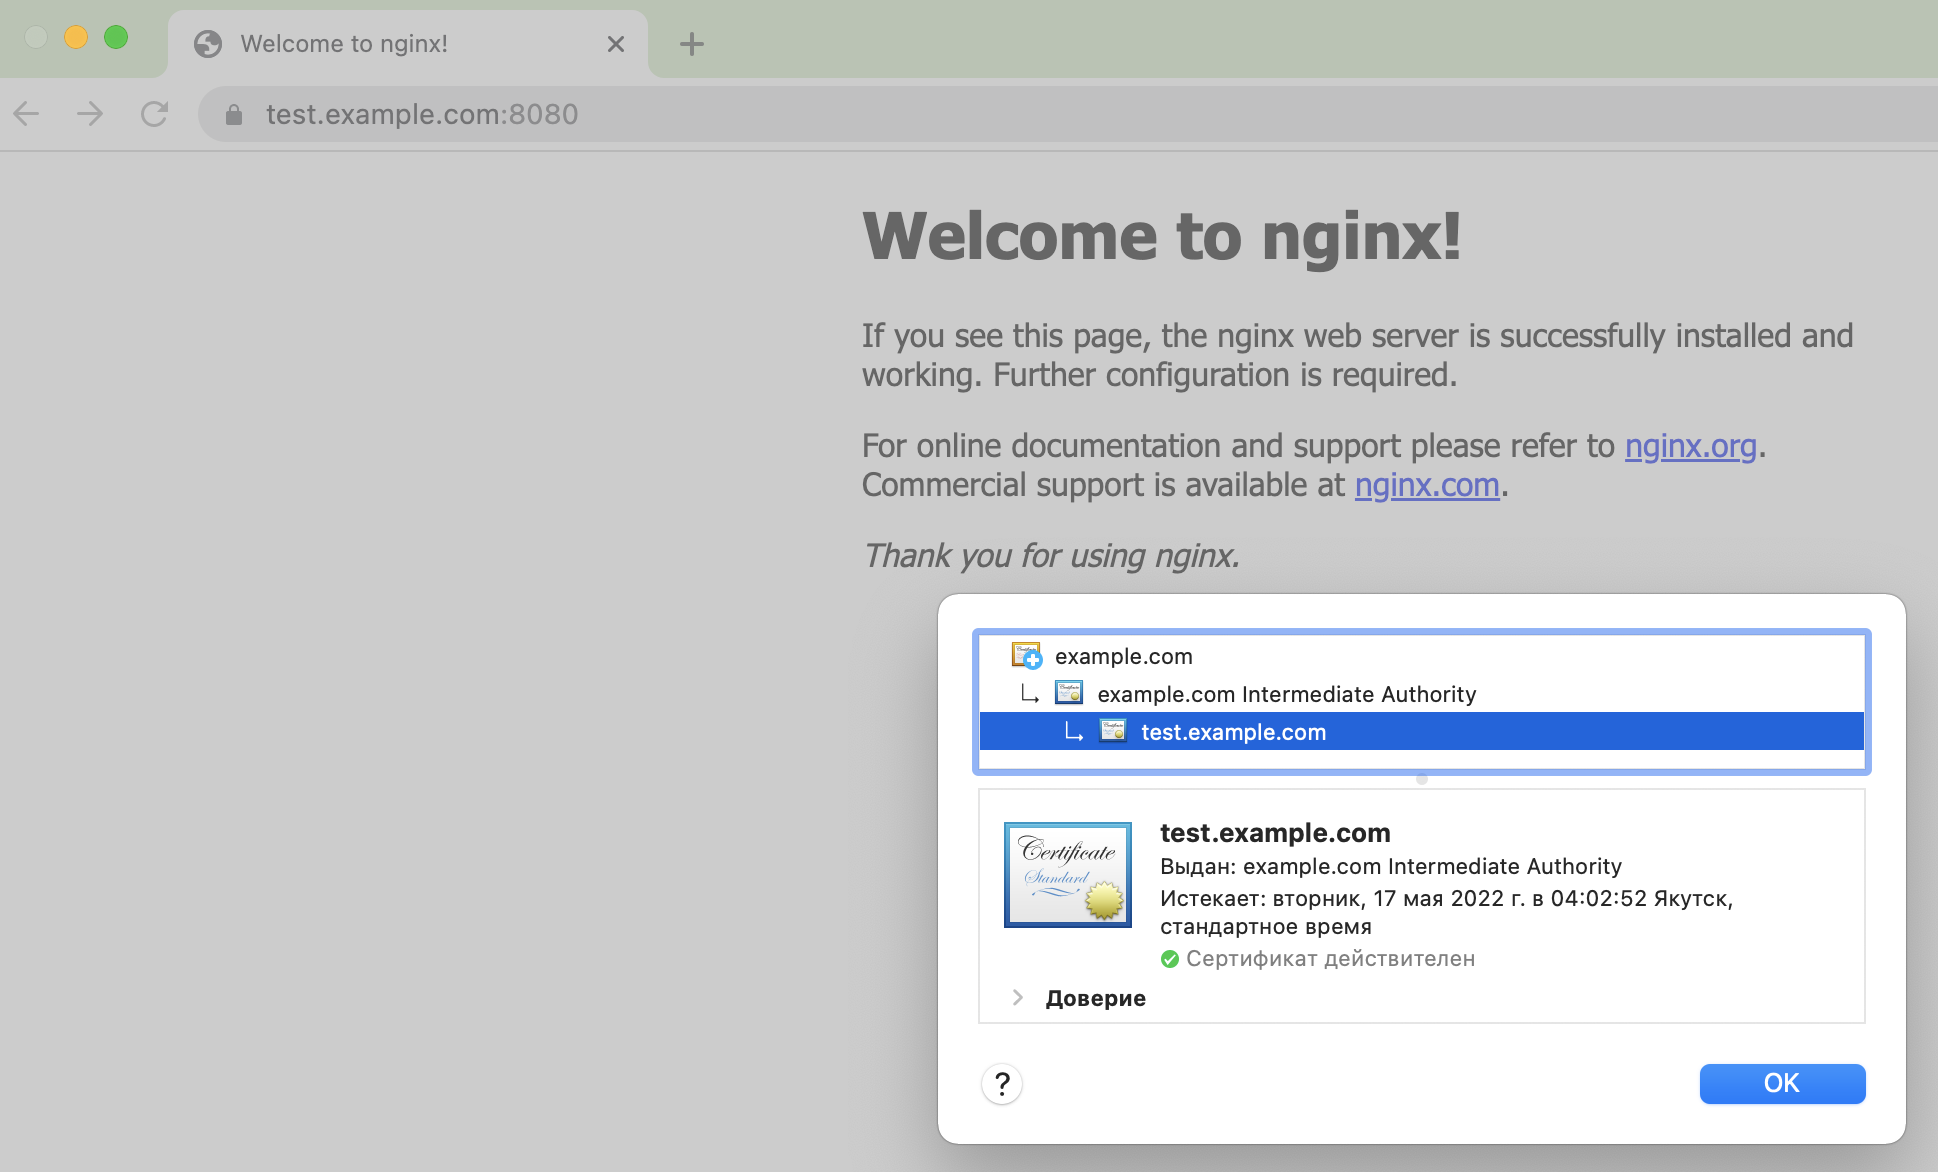 Welcome to nginx!
test.example.com:8080
Welcome to nginx!
If you see this page, the nginx web server is successfully installed and
working. Further configuration is required.
For online documentation and support please refer to nginx.org.
Commercial support is available at nginx.com.
Thank you for using nginx.
example.com
example.com Intermediate Authority
test.example.com
Certificate
Standard
test.example.com
Выдан: example.com Intermediate Authority
Истекает: вторник, 17 мая 2022 г. в 04:02:52 Якутск,
стандартное время
Сертификат действителен
Доверие
?
OK